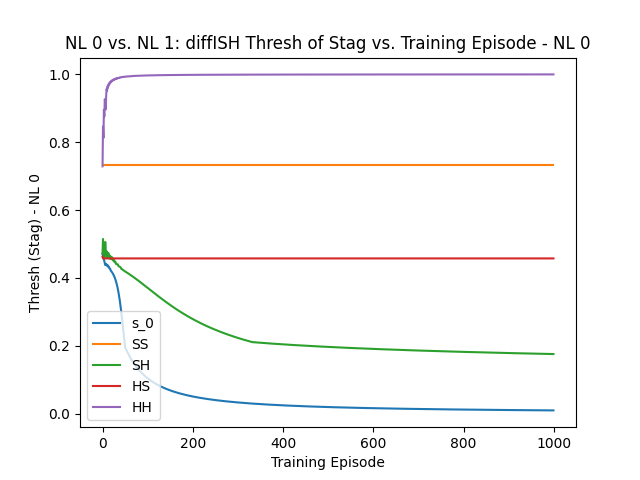 NL 0 vs. NL 1: diffISH Thresh of Stag vs. Training Episode - NL 0
Thresh (Stag) - NL 0
1.0
0.8
0.6
0.4
0.2
0.0
s_0
SS
SH
HS
HH
0 200 400 600 800 1000
Training Episode